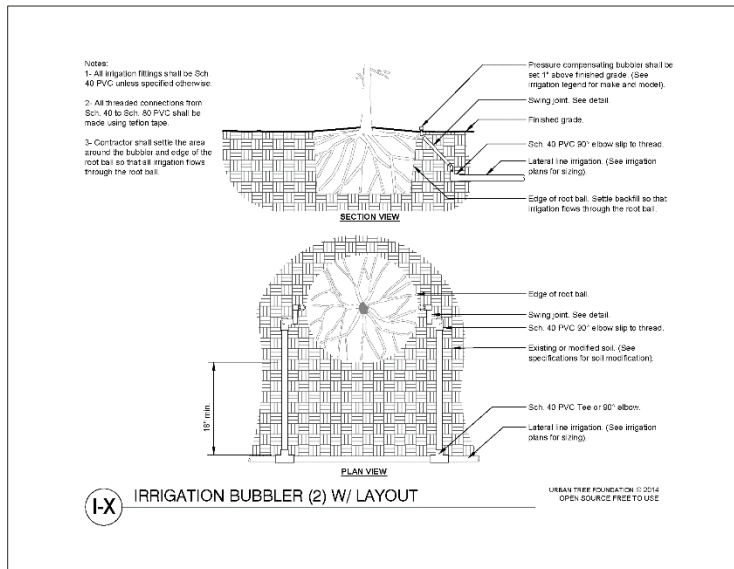 Notes:
1- All irrigation fittings shall be Sch.
40 PVC unless specified otherwise.
2- All threaded connections from
Sch. 40 to Sch. 80 PVC shall be
made using teflon tape.
3- Contractor shall settle the area
around the bubbler and edge of the
root ball so that all irrigation flows
through the root ball.
Pressure compensating bubbler shall be
set 1" above finished grade. (See
irrigation legend for make and model).
Swing joint. See detail.
Finished grade.
Sch. 40 PVC 90° elbow slip to thread.
Lateral line irrigation. (See irrigation
plans for sizing).
Edge of root ball. Settle backfill so that
irrigation flows through the root ball.
SECTION VIEW
Edge of root ball.
Swing joint. See detail.
Sch. 40 PVC 90° elbow slip to thread.
Existing or modified soil. (See
specifications for soil modification).
18" min.
Sch. 40 PVC Tee or 90° elbow.
Lateral line irrigation. (See irrigation
plans for sizing).
PLAN VIEW
I-X
IRRIGATION BUBBLER (2) W/ LAYOUT
URBAN TREE FOUNDATION © 2014
OPEN SOURCE FREE TO USE